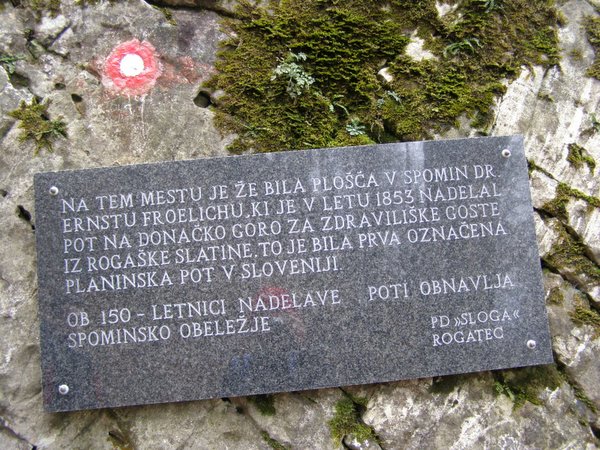 NA TEM MESTU JE ŽE BILA PLOŠČA V SPOMIN DR.
ERNSTU FROELICHU, KI JE V LETU 1853 NADELAL
POT NA DONAČKO GORO ZA ZDRAVILIŠKE GOSTE
IZ ROGAŠKE SLATINE. TO JE BILA PRVA OZNAČENA
PLANINSKA POT V SLOVENIJI.
OB 150 - LETNICI NADELAVE POTI OBNAVLJA
SPOMINSKO OBELEŽJE
PD »SLOGA«
ROGATEC